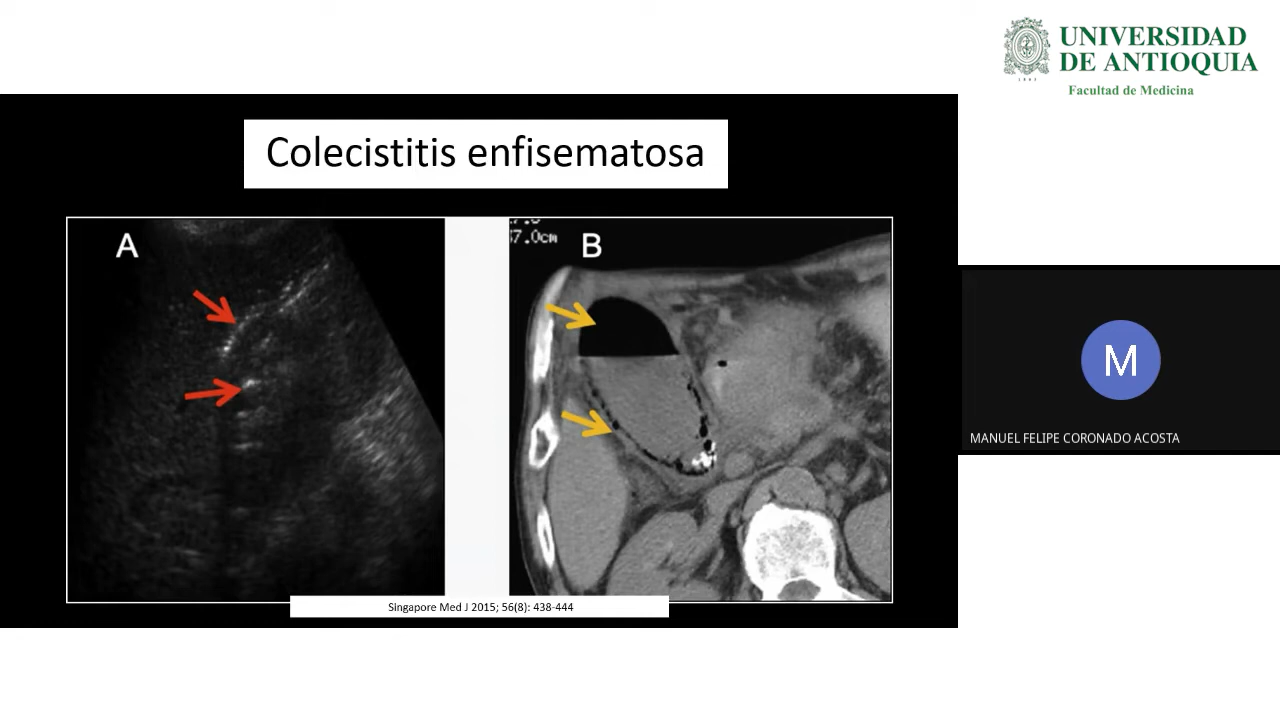 UNIVERSIDAD
DE ANTIOQUIA
1803
Facultad de Medicina
Colecistitis enfisematosa
A
B
7.0cm
M
MANUEL FELIPE CORONADO ACOSTA
Singapore Med J 2015; 56(8): 438-444